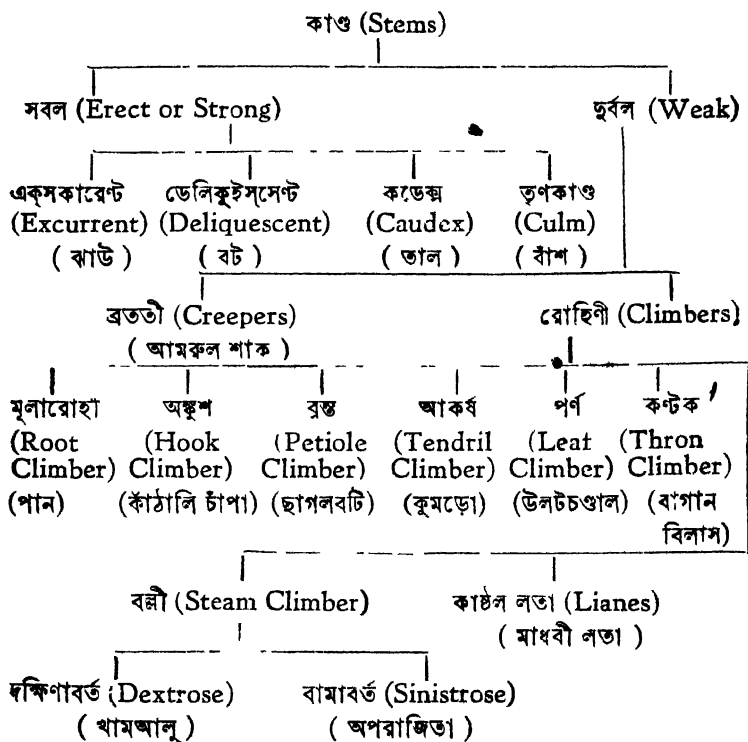 কাণ্ড (Stems)
সবল (Erect or Strong) দুর্বল (Weak)
এক্সকারেণ্ট ডেলিকুইস্‌সেণ্ট কডেক্স তৃণকাণ্ড
(Excurrent) (Deliquescent) (Caudex) (Culm)
( ঝাউ ) ( বট ) ( তাল ) ( বাঁশ )
ব্রততী (Creepers) রোহিণী (Climbers)
( আমরুল শাক )
মূলারোহা অঙ্কুশ বৃন্ত আকর্ষ পর্ণ কণ্টক
(Root (Hook (Petiole (Tendril (Leaf (Thron
Climber) Climber) Climber) Climber) Climber) Climber)
(পান) (কাঁঠালি চাঁপা) (ছাগলবটি) (কুমড়ো) (উলটচণ্ডাল) (বাগান
বিলাস)
বল্লী (Steam Climber) কাষ্ঠল লতা (Lianes)
( মাধবী লতা )
দক্ষিণাবর্ত (Dextrose) বামাবর্ত (Sinistrose)
( খামআলু ) ( অপরাজিতা )